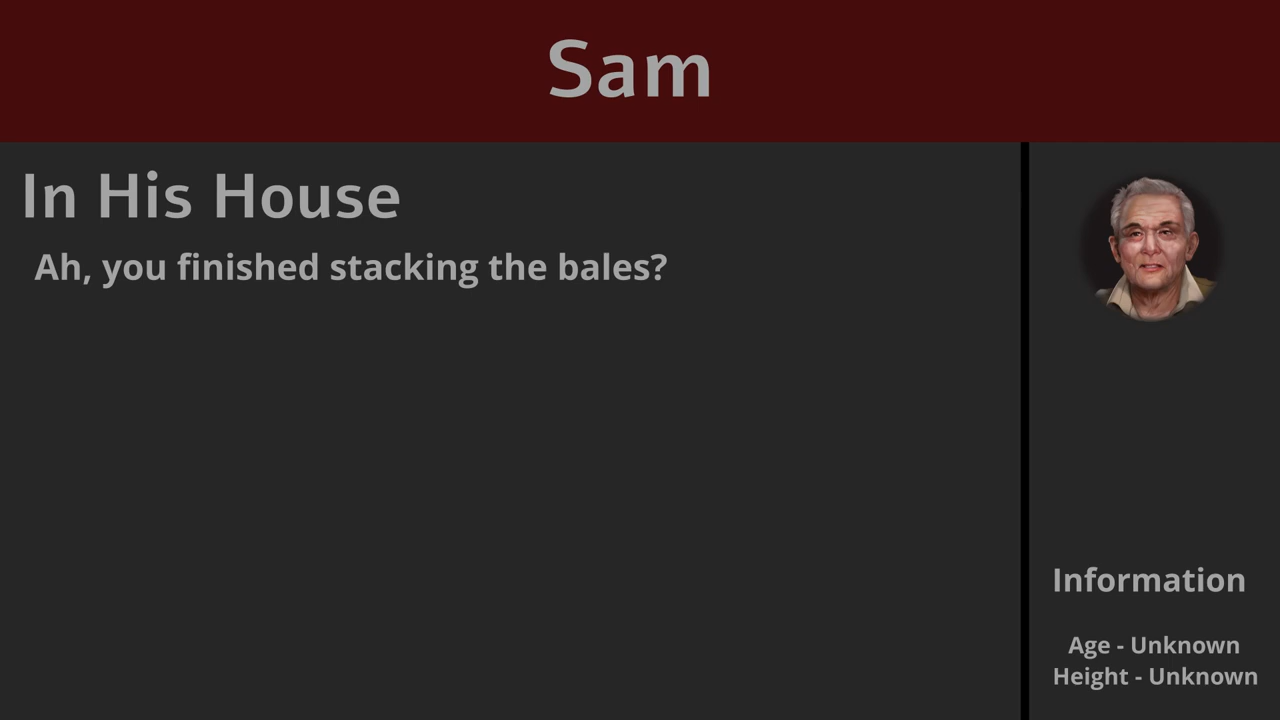 Sam
In His House
Ah, you finished stacking the bales?
Information
Age - Unknown
Height - Unknown